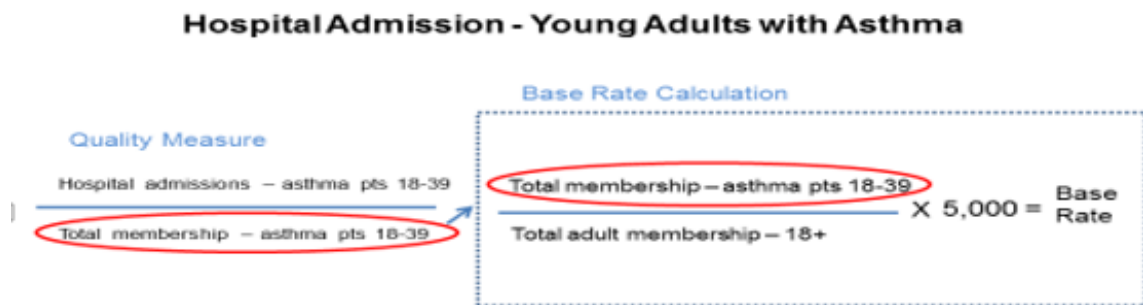 Hospital Admission - Young Adults with Asthma
Base Rate Calculation
Quality Measure
Hospital admissions – asthma pts 18-39
Total membership – asthma pts 18-39
Total membership – asthma pts 18-39
Total adult membership – 18+
X 5,000 = Base Rate